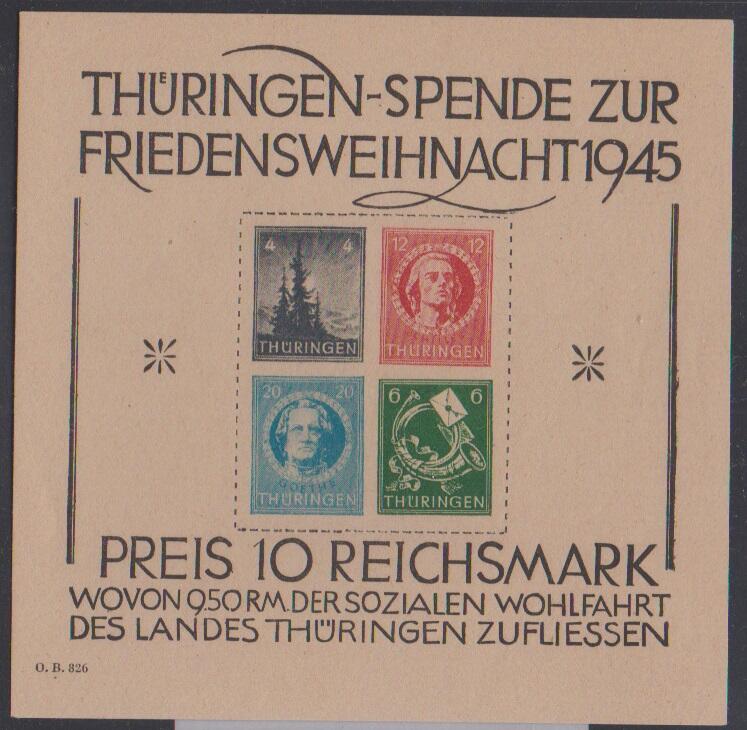 THÜRINGEN-SPENDE ZUR
FRIEDENSWEIHNACHT 1945
4 4
THÜRINGEN
12 12
THÜRINGEN
20 20
GOETHE
THÜRINGEN
6 6
THÜRINGEN
PREIS 10 REICHSMARK
WOVON 9.50 RM. DER SOZIALEN WOHLFAHRT
DES LANDES THÜRINGEN ZUFLIESSEN
O. B. 826